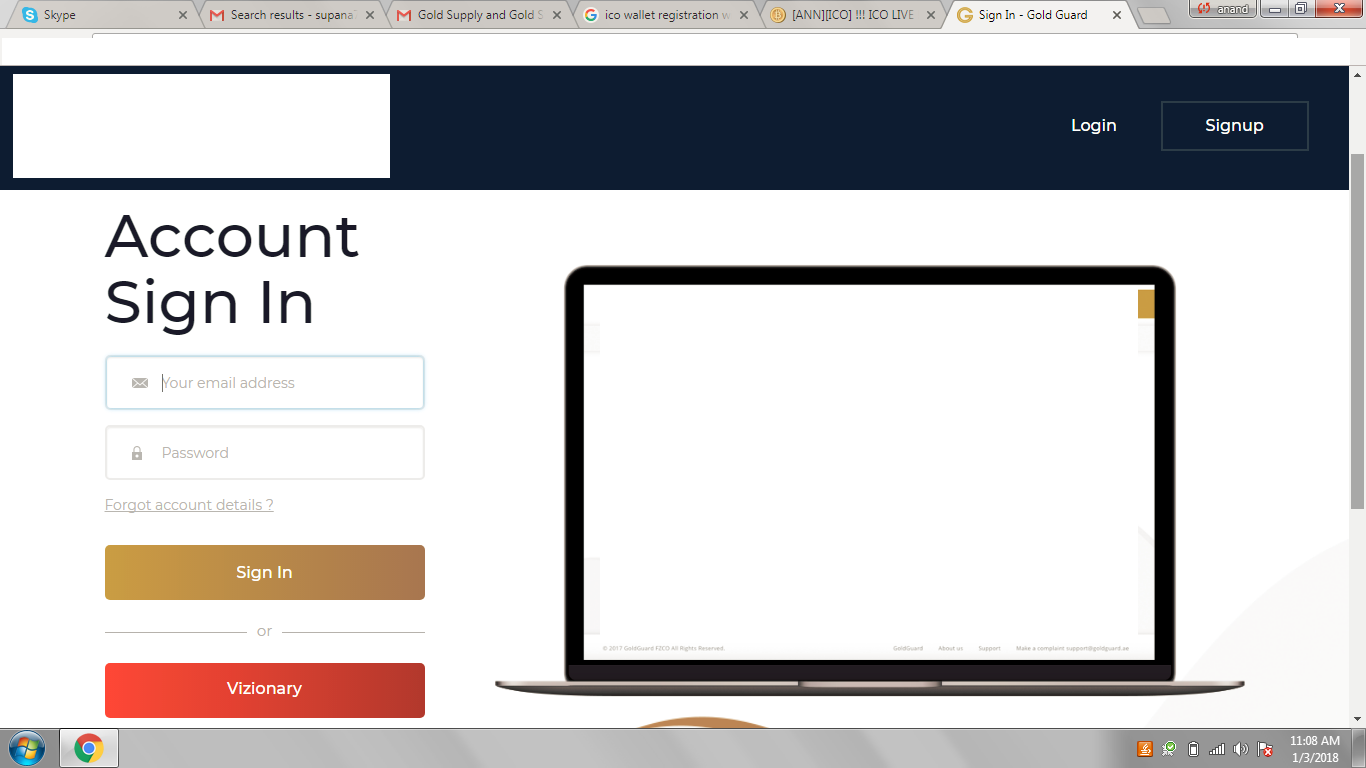 Skype
Search results - supana
Gold Supply and Gold S
ico wallet registration w
[ANN][ICO] !!! ICO LIVE
Sign In - Gold Guard
anand
Login
Signup
Account
Sign In
Your email address
Password
Forgot account details ?
Sign In
or
Vizionary
© 2017 GoldGuard FZCO All Rights Reserved.
GoldGuard
About us
Support
Make a complaint support@goldguard.ae
11:08 AM
1/3/2018